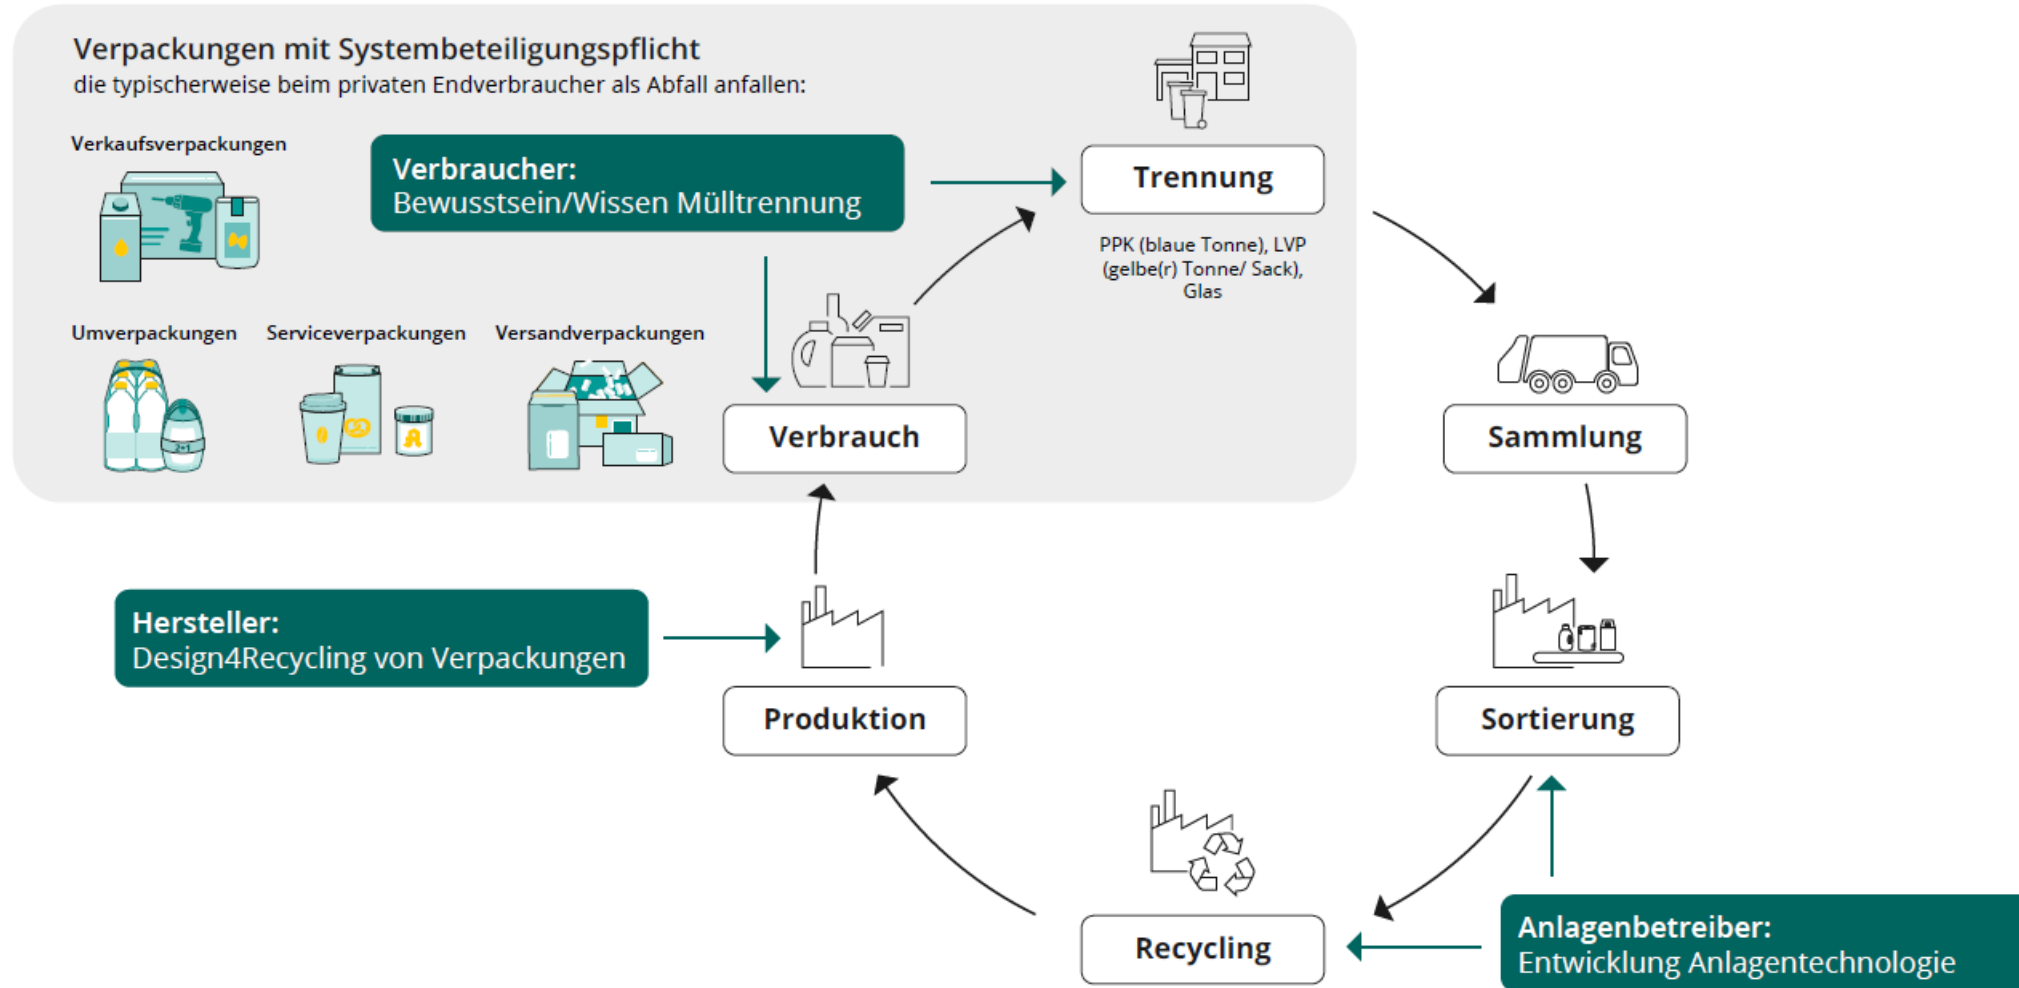 Verpackungen mit Systembeteiligungspflicht
die typischerweise beim privaten Endverbraucher als Abfall anfallen:
Verkaufsverpackungen
Verbraucher:
Bewusstsein/Wissen Mülltrennung
Trennung
PPK (blaue Tonne), LVP
(gelbe(r) Tonne/ Sack),
Glas
Umverpackungen
Serviceverpackungen
Versandverpackungen
2+1
A
Verbrauch
Sammlung
Hersteller:
Design4Recycling von Verpackungen
Produktion
Sortierung
Recycling
Anlagenbetreiber:
Entwicklung Anlagentechnologie